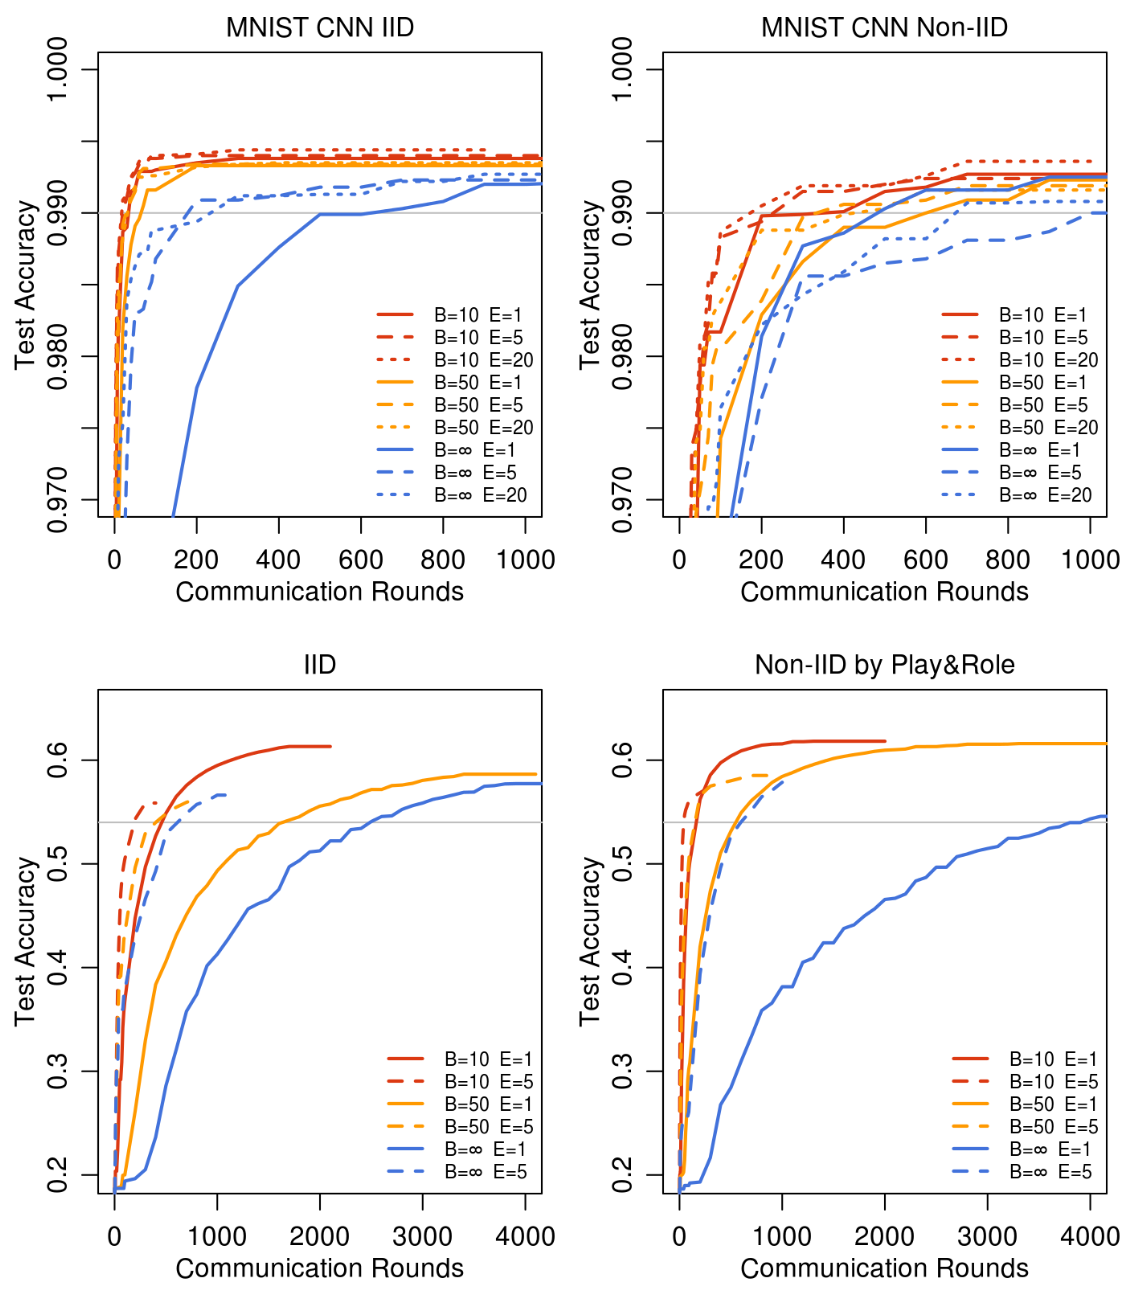 MNIST CNN IID
Test Accuracy
1.000
0.990
0.980
0.970
B=10 E=1
B=10 E=5
B=10 E=20
B=50 E=1
B=50 E=5
B=50 E=20
B=∞ E=1
B=∞ E=5
B=∞ E=20
0 200 400 600 800 1000
Communication Rounds
MNIST CNN Non-IID
Test Accuracy
1.000
0.990
0.980
0.970
B=10 E=1
B=10 E=5
B=10 E=20
B=50 E=1
B=50 E=5
B=50 E=20
B=∞ E=1
B=∞ E=5
B=∞ E=20
0 200 400 600 800 1000
Communication Rounds
IID
Test Accuracy
0.6
0.5
0.4
0.3
0.2
B=10 E=1
B=10 E=5
B=50 E=1
B=50 E=5
B=∞ E=1
B=∞ E=5
0 1000 2000 3000 4000
Communication Rounds
Non-IID by Play&Role
Test Accuracy
0.6
0.5
0.4
0.3
0.2
B=10 E=1
B=10 E=5
B=50 E=1
B=50 E=5
B=∞ E=1
B=∞ E=5
0 1000 2000 3000 4000
Communication Rounds